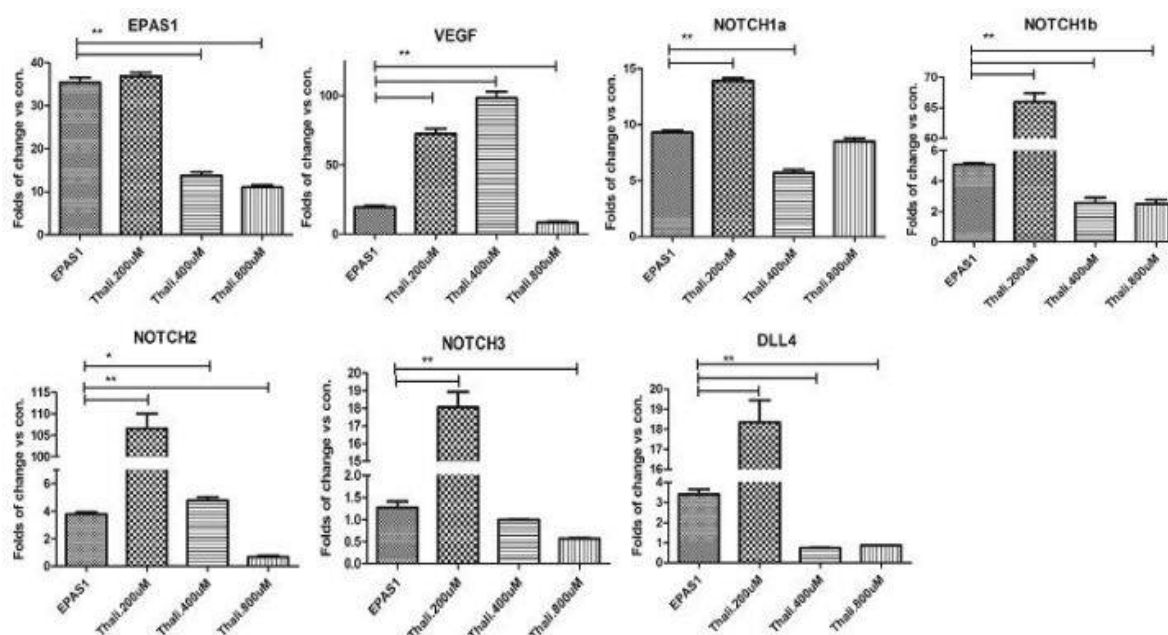 EPAS1
**
Folds of change vs con.
40
30
20
10
0
EPAS1
Thali.200uM
Thali.400uM
Thali.800uM
VEGF
**
Folds of change vs con.
100
50
0
EPAS1
Thali.200uM
Thali.400uM
Thali.800uM
NOTCH1a
**
Folds of change vs con.
15
10
5
0
EPAS1
Thali.200uM
Thali.400uM
Thali.800uM
NOTCH1b
**
Folds of change vs con.
70
65
60
6
4
2
0
EPAS1
Thali.200uM
Thali.400uM
Thali.800uM
NOTCH2
*
**
Folds of change vs con.
115
110
105
100
6
4
2
0
EPAS1
Thali.200uM
Thali.400uM
Thali.800uM
NOTCH3
**
Folds of change vs con.
20
19
18
17
16
15
2.0
1.5
1.0
0.5
0.0
EPAS1
Thali.200uM
Thali.400uM
Thali.800uM
DLL4
**
Folds of change vs con.
20
19
18
17
16
4
3
2
1
0
EPAS1
Thali.200uM
Thali.400uM
Thali.800uM